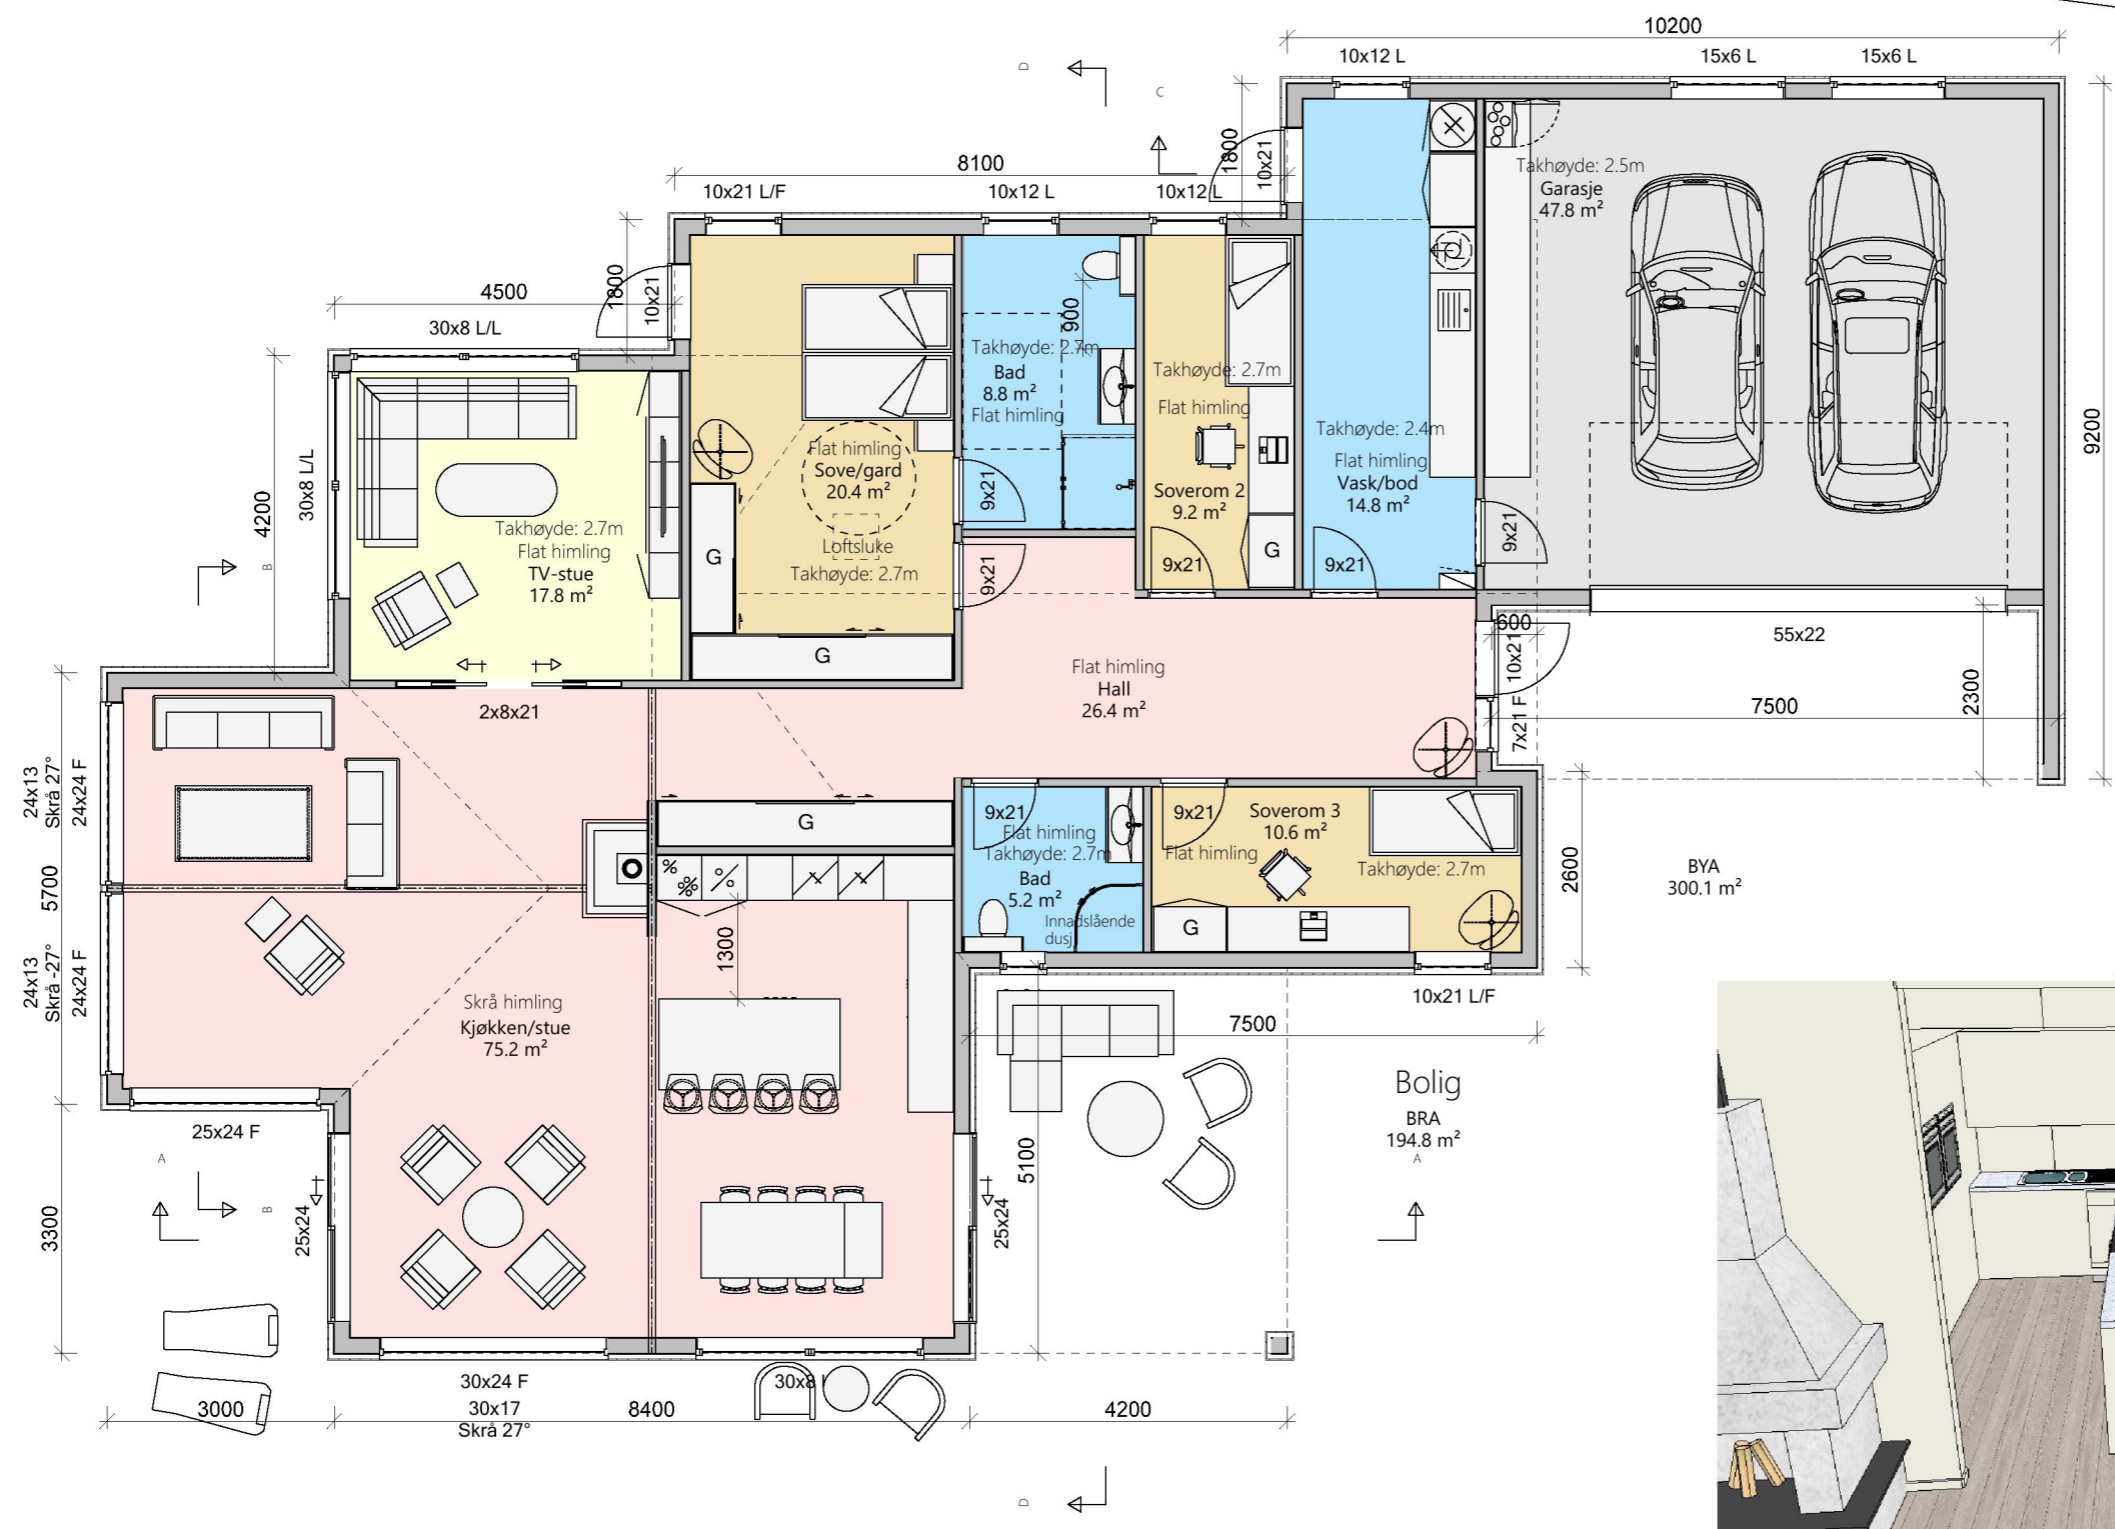 10200
10x12 L
15x6 L
15x6 L
D
C
8100
1800
10x21
10x21 L/F
10x12 L
10x12 L
Takhøyde: 2.5m
Garasje
47.8 m²
4500
1800
10x21
30x8 L/L
900
Takhøyde: 2.7m
Bad
8.8 m²
Flat himling
Takhøyde: 2.7m
Flat himling
Soverom 2
9.2 m²
Takhøyde: 2.4m
Flat himling
Vask/bod
14.8 m²
9200
4200
30x8 L/L
Flat himling
Sove/gard
20.4 m²
Loftsluke
Takhøyde: 2.7m
G
G
9x21
9x21
9x21
9x21
9x21
G
Takhøyde: 2.7m
Flat himling
TV-stue
17.8 m²
B
600
10x21
7x21 F
55x22
2300
7500
Flat himling
Hall
26.4 m²
2x8x21
24x13
Skrå 27°
24x24 F
5700
24x13
Skrå -27°
24x24 F
G
9x21
Flat himling
Takhøyde: 2.7m
Bad
5.2 m²
Innadslående
dusj
9x21
Soverom 3
10.6 m²
Flat himling
Takhøyde: 2.7m
G
2600
BYA
300.1 m²
1300
Skrå himling
Kjøkken/stue
75.2 m²
10x21 L/F
7500
Bolig
BRA
194.8 m²
A
25x24 F
A
B
3300
25x24
25x24
5100
30x24 F
30x17
Skrå 27°
30x8
3000
8400
4200
D